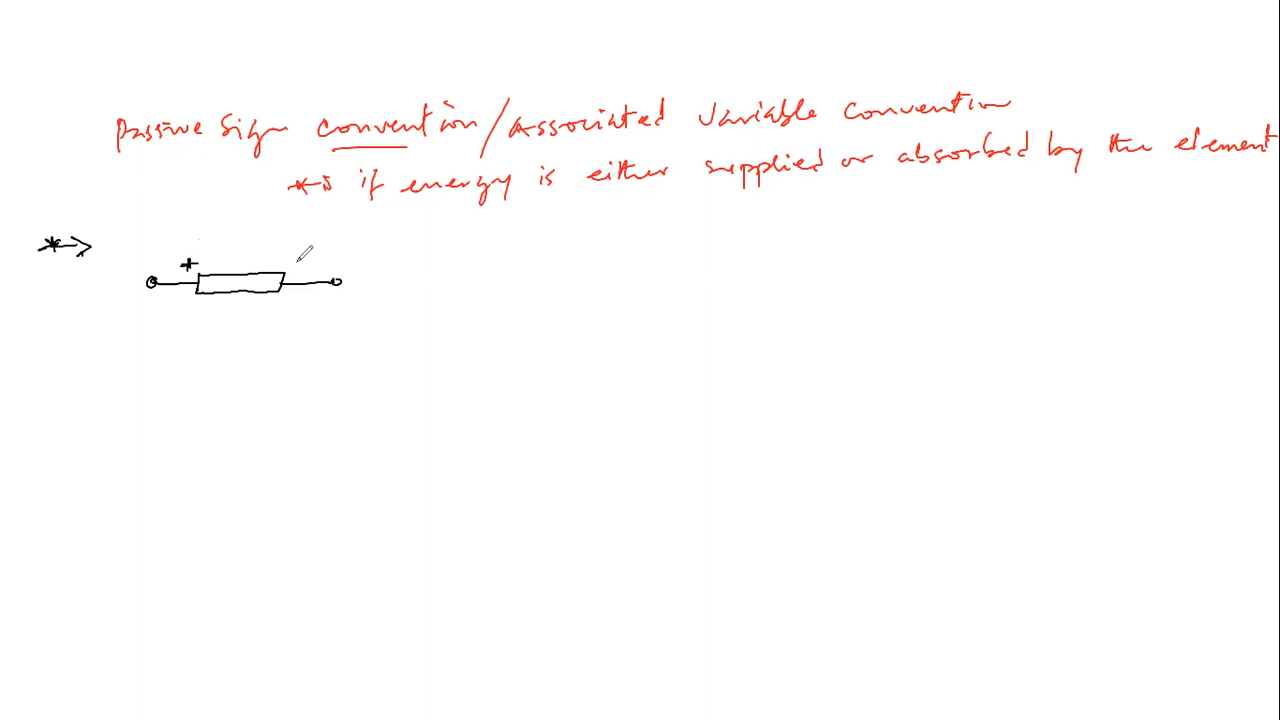 Passive Sign convention/Associated variable convention
if energy is either supplied or absorbed by the element
+